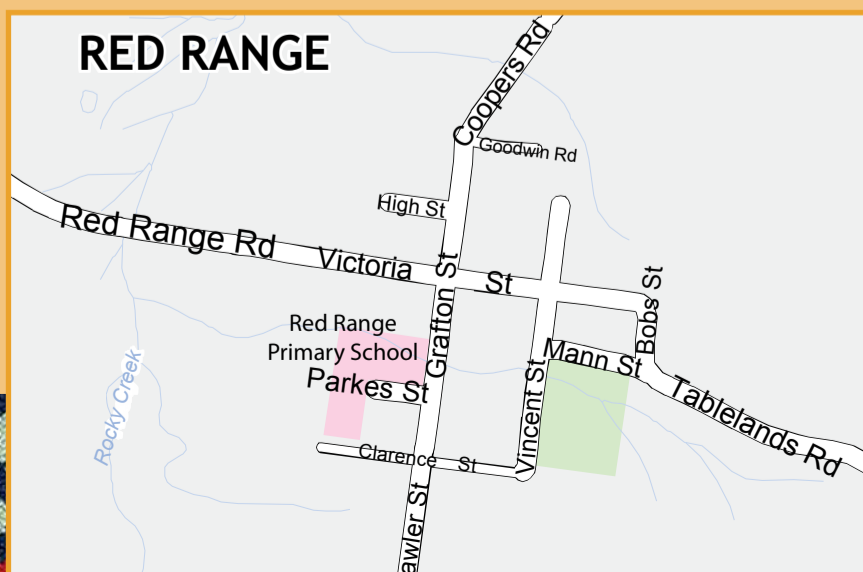 RED RANGE
Coopers Rd
Goodwin Rd
High St
Red Range Rd
Victoria St
Grafton St
Bobs St
Red Range
Primary School
Mann St
Parkes St
Vincent St
Tablelands Rd
Rocky Creek
Clarence St
awler St